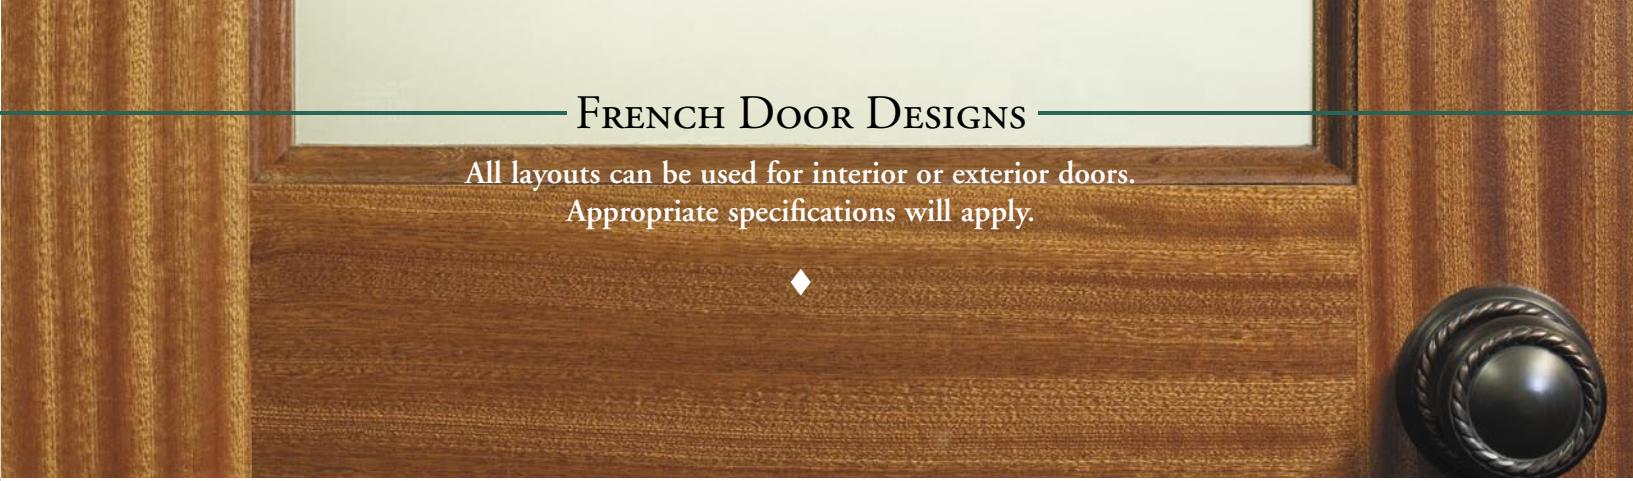 French Door Designs
All layouts can be used for interior or exterior doors.
Appropriate specifications will apply.